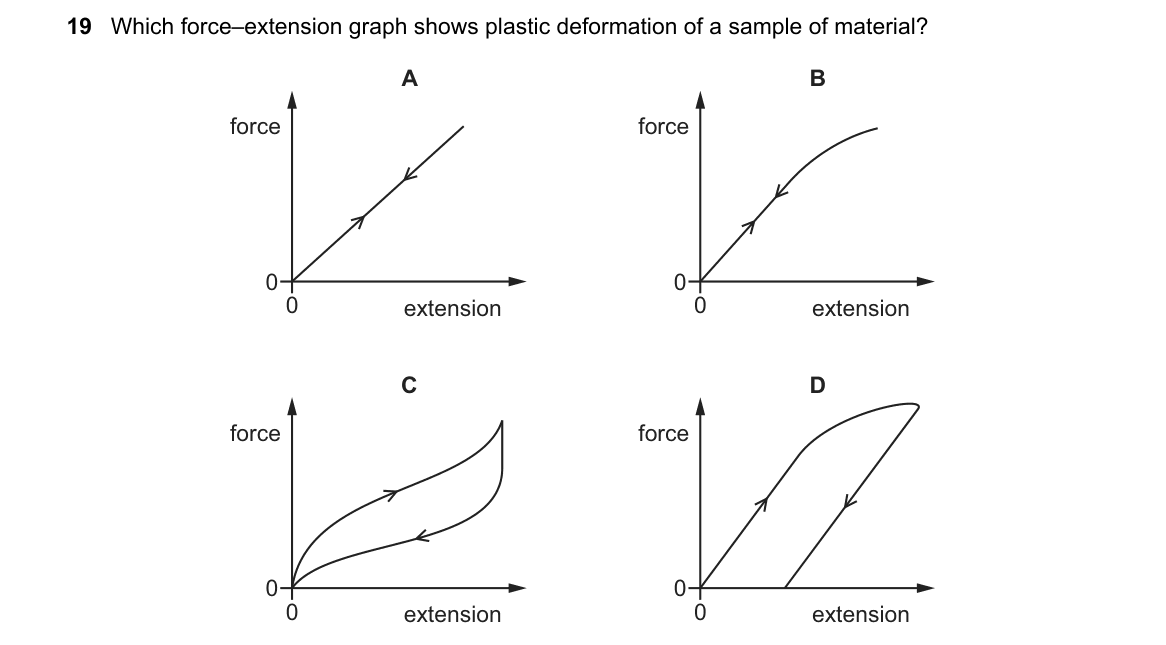 19 Which force–extension graph shows plastic deformation of a sample of material?
A
force
0
0
extension
B
force
0
0
extension
C
force
0
0
extension
D
force
0
0
extension